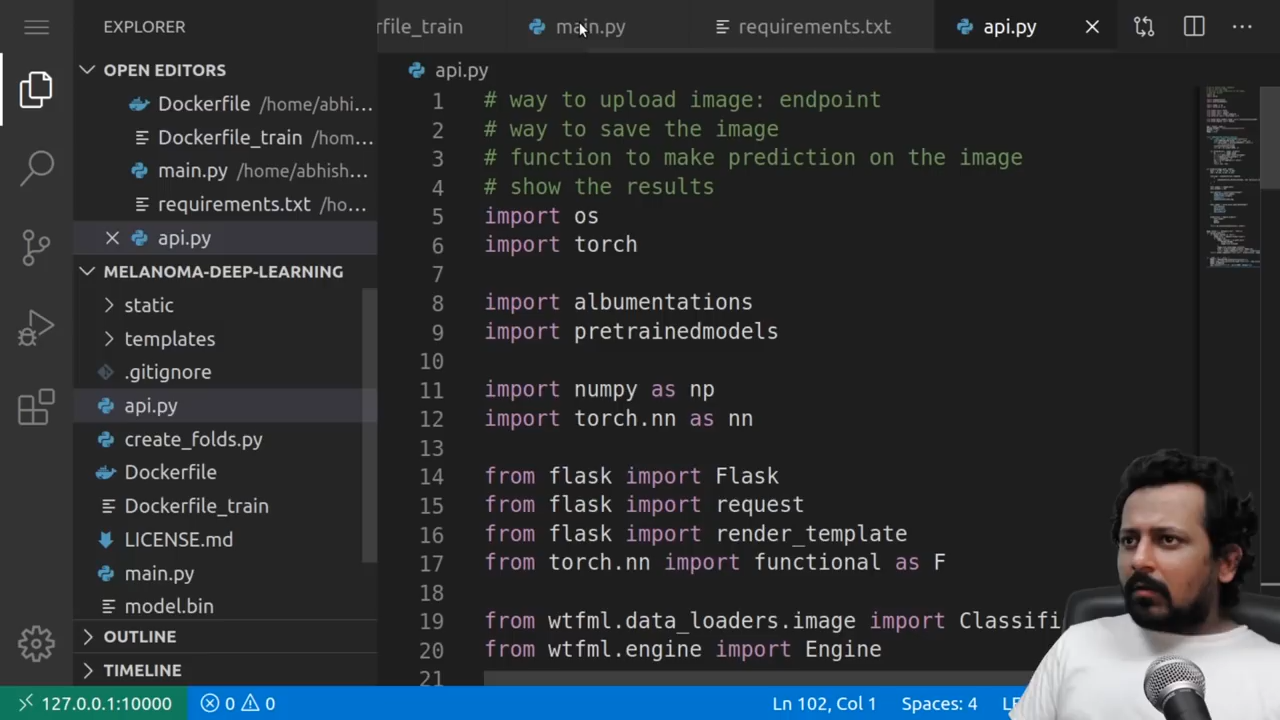 EXPLORER
OPEN EDITORS
Dockerfile /home/abhi...
Dockerfile_train /hom...
main.py /home/abhish...
requirements.txt /ho...
api.py
MELANOMA-DEEP-LEARNING
static
templates
.gitignore
api.py
create_folds.py
Dockerfile
Dockerfile_train
LICENSE.md
main.py
model.bin
OUTLINE
TIMELINE
rfile_train
main.py
requirements.txt
api.py
api.py
1 # way to upload image: endpoint
2 # way to save the image
3 # function to make prediction on the image
4 # show the results
5 import os
6 import torch
7
8 import albumentations
9 import pretrainedmodels
10
11 import numpy as np
12 import torch.nn as nn
13
14 from flask import Flask
15 from flask import request
16 from flask import render_template
17 from torch.nn import functional as F
18
19 from wtfml.data_loaders.image import Classifi
20 from wtfml.engine import Engine
21
127.0.0.1:10000
0 0
Ln 102, Col 1
Spaces: 4
LF